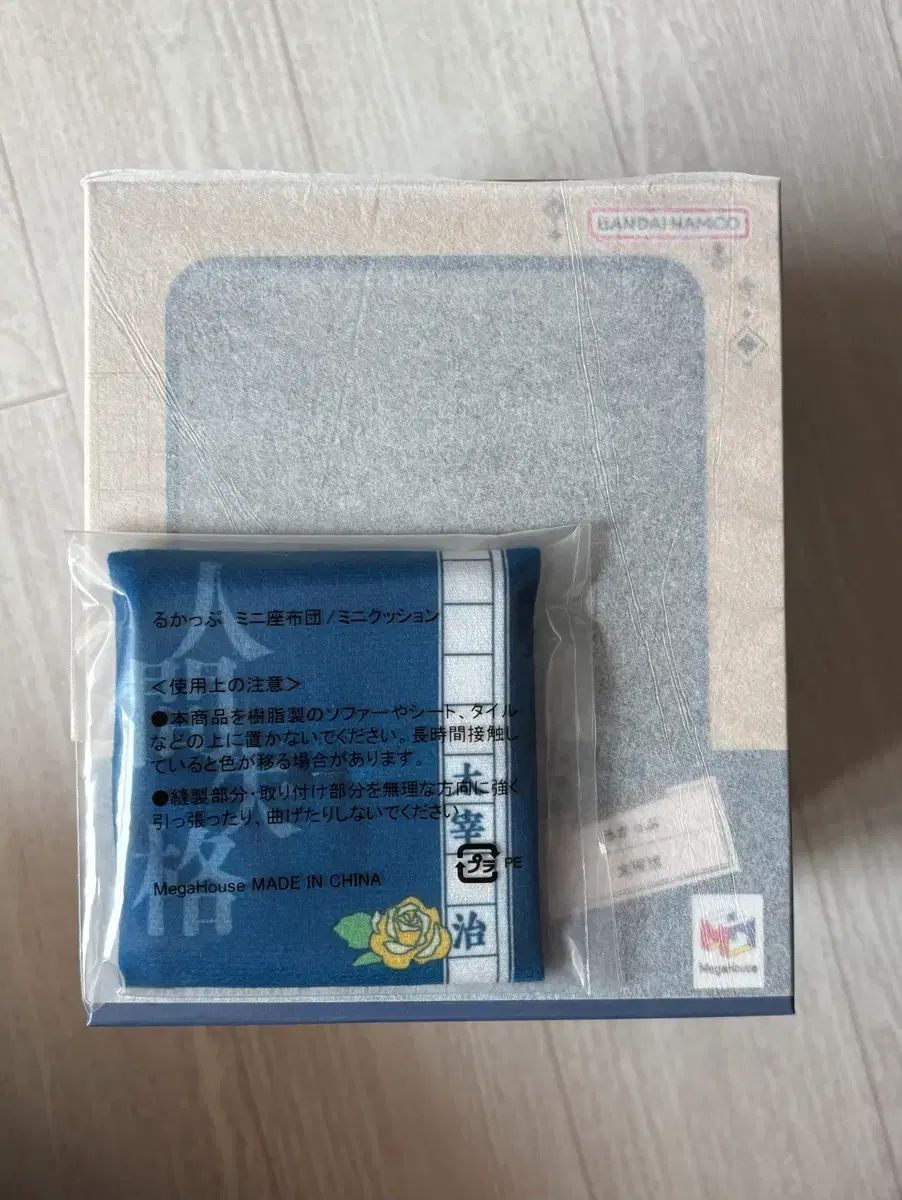 BANDAI NAMCO
人間失格
るかっぷ ミニ座布団/ミニクッション
<使用上の注意>
●本商品を樹脂製のソファーやシート、タイル
などの上に置かないでください。長時間接触し
ていると色が移る場合があります。
●縫製部分・取り付け部分を無理な方向に強く
引っ張ったり、曲げたりしないでください。
プラ PE
MegaHouse MADE IN CHINA
太宰治
るかっぷ
MegaHouse